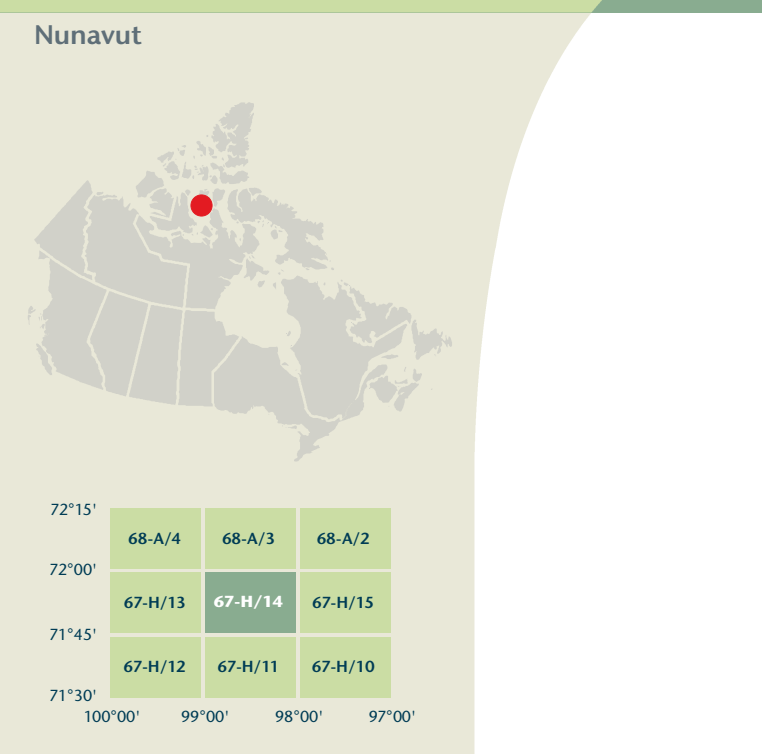 Nunavut
72°15'
68-A/4 68-A/3 68-A/2
72°00'
67-H/13 67-H/14 67-H/15
71°45'
67-H/12 67-H/11 67-H/10
71°30'
100°00' 99°00' 98°00' 97°00'